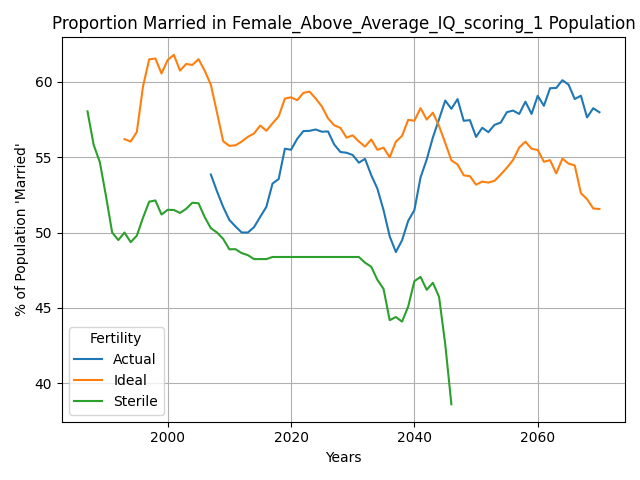 Proportion Married in Female_Above_Average_IQ_scoring_1 Population
% of Population 'Married'
60
55
50
45
40
Fertility
Actual
Ideal
Sterile
2000 2020 2040 2060
Years